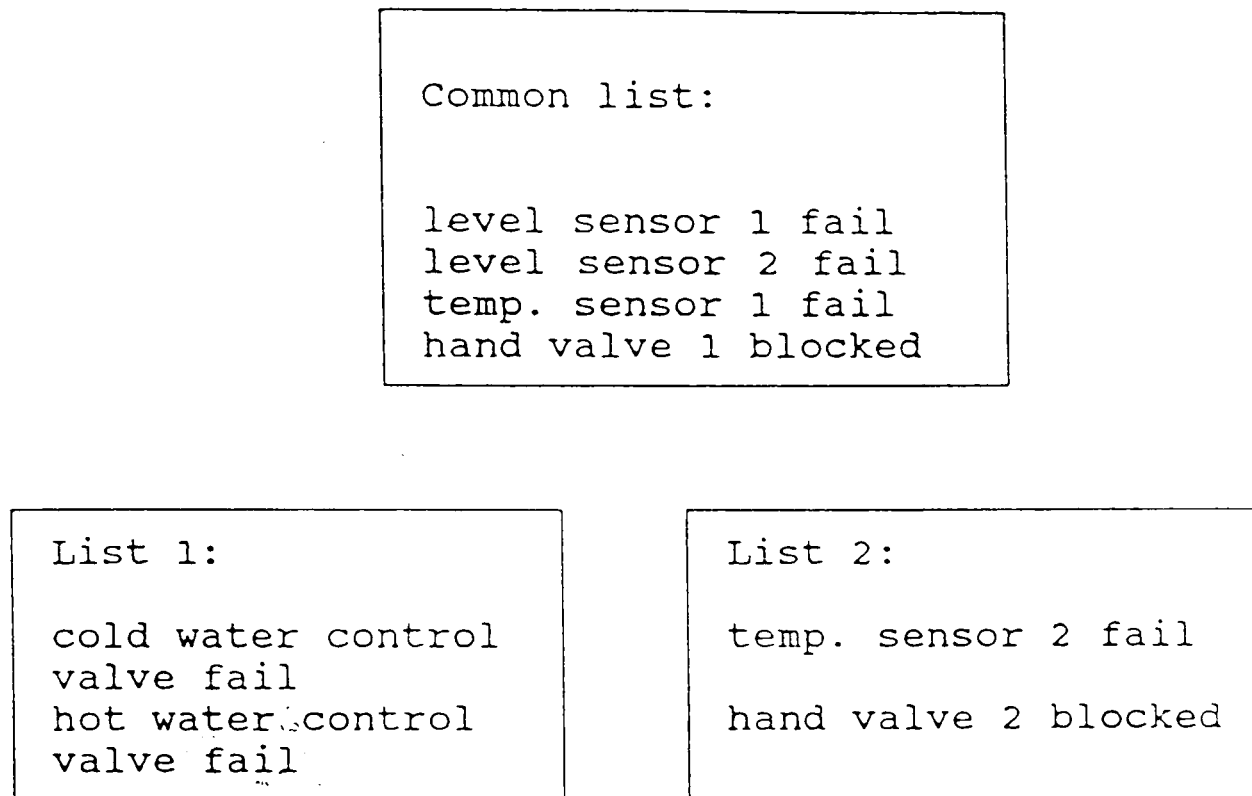 Common list:
level sensor 1 fail
level sensor 2 fail
temp. sensor 1 fail
hand valve 1 blocked
List 1:
cold water control
valve fail
hot water control
valve fail
List 2:
temp. sensor 2 fail
hand valve 2 blocked